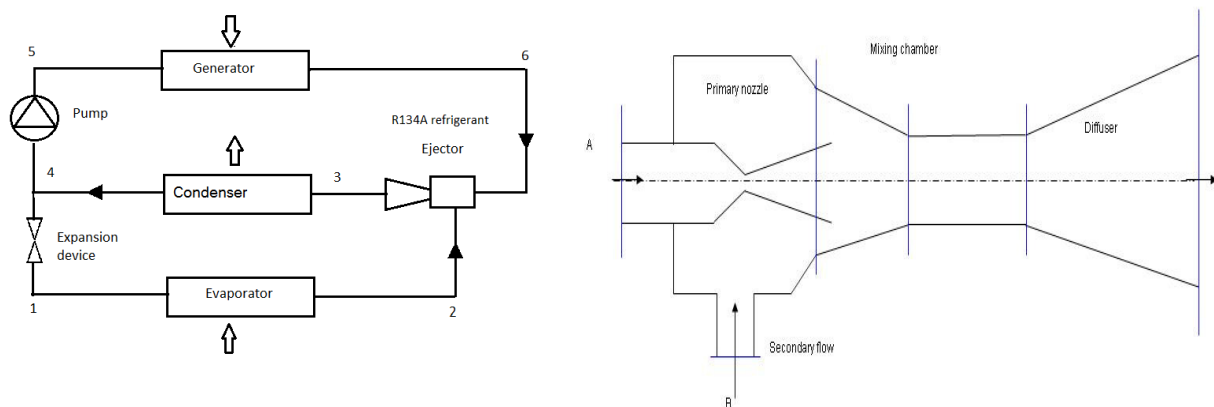 5
Generator
6
Pump
R134A refrigerant
Ejector
4
Condenser
3
Expansion
device
1
Evaporator
2
Mixing chamber
Primary nozzle
A
Diffuser
Secondary flow
B